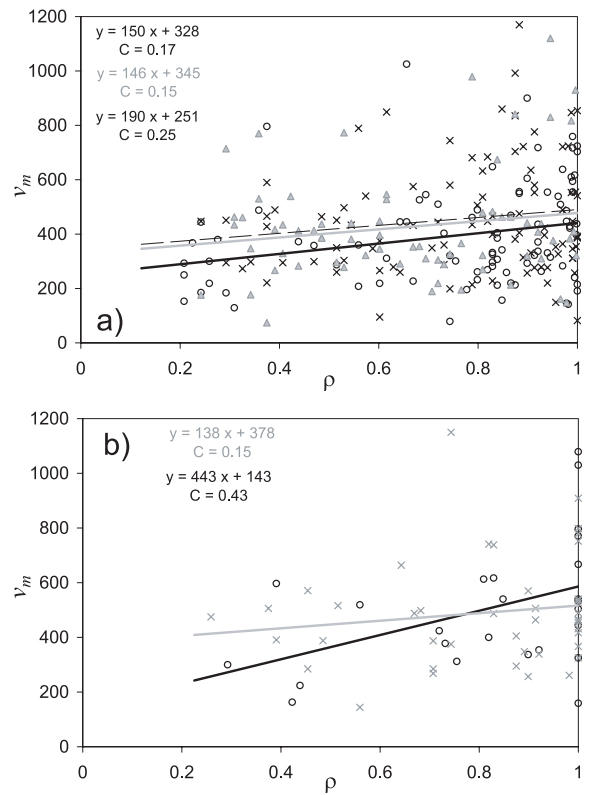 1200
1000
800
600
400
200
0
v_m
y = 150 x + 328
C = 0.17
y = 146 x + 345
C = 0.15
y = 190 x + 251
C = 0.25
a)
0
0.2
0.4
0.6
0.8
1
ρ
1200
1000
800
600
400
200
0
v_m
b)
y = 138 x + 378
C = 0.15
y = 443 x + 143
C = 0.43
0
0.2
0.4
0.6
0.8
1
ρ